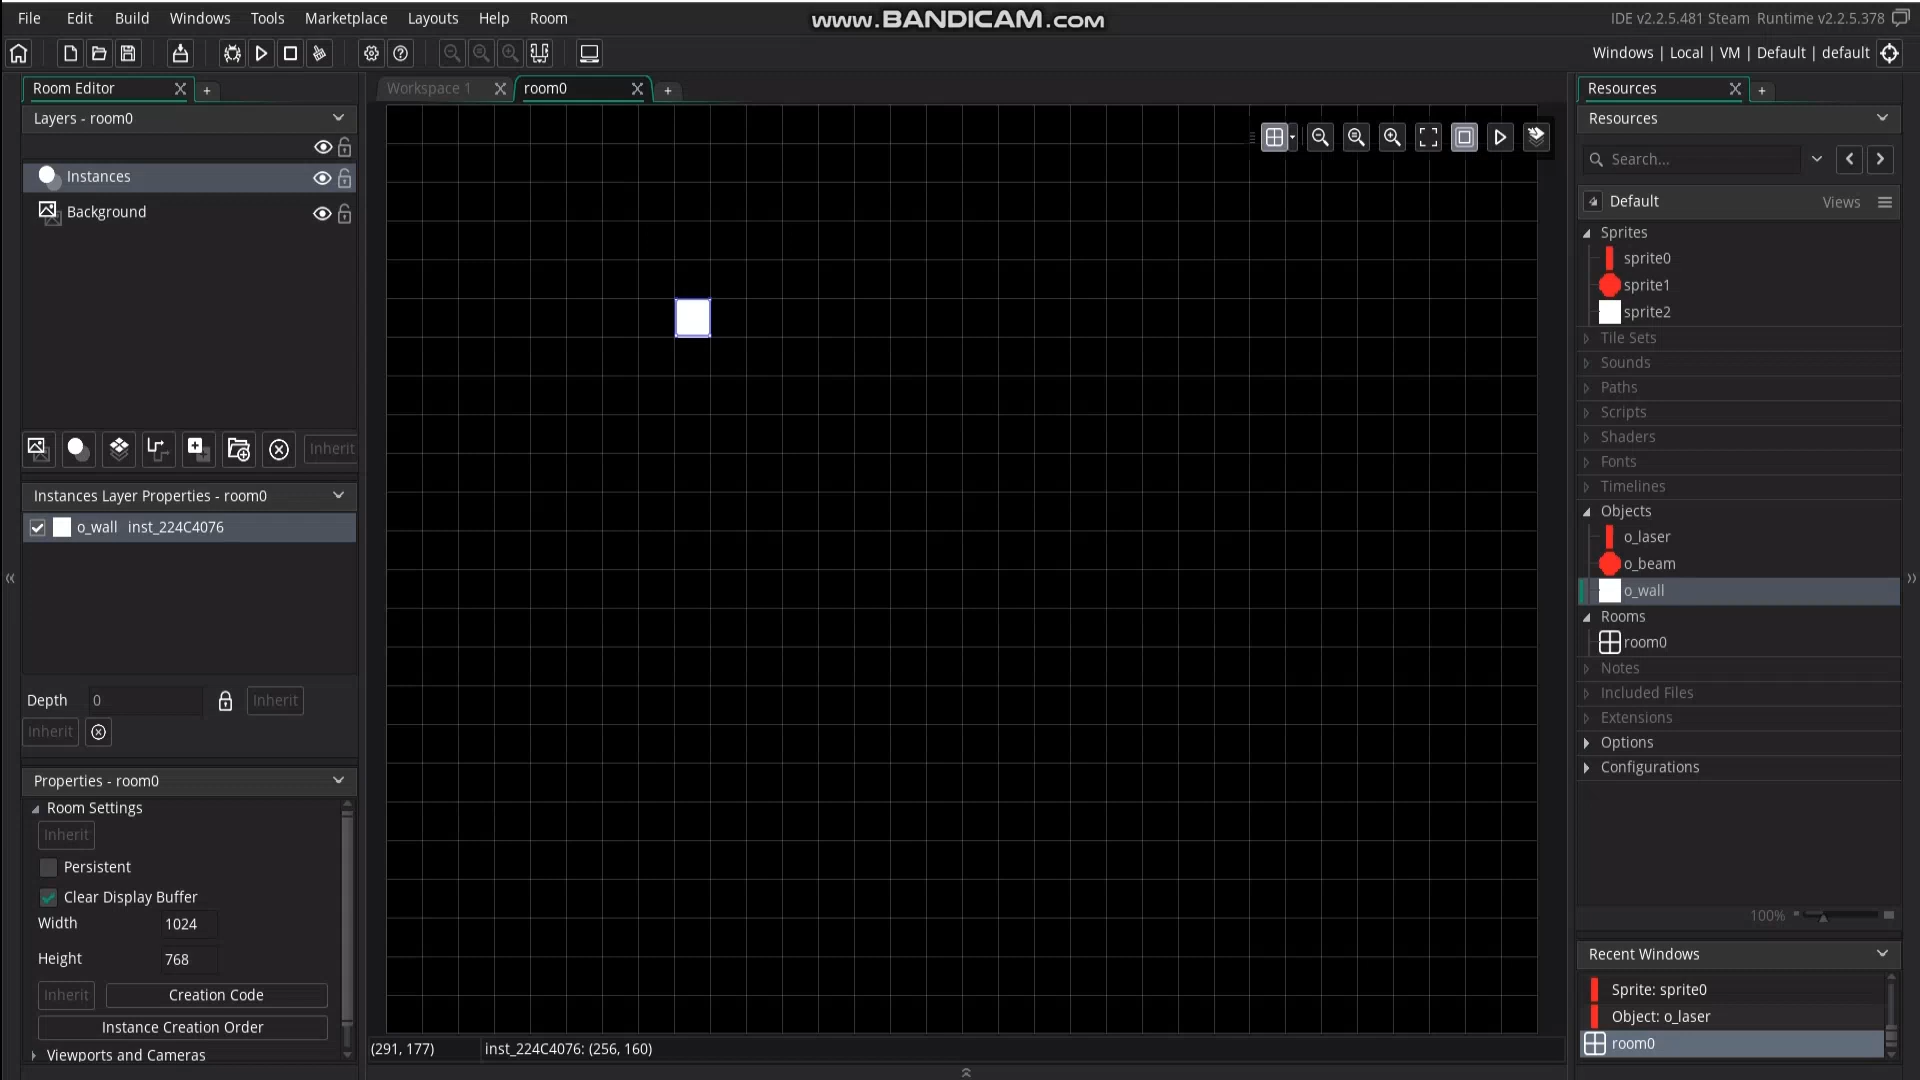 File Edit Build Windows Tools Marketplace Layouts Help Room
www.BANDICAM.com
IDE v2.2.5.481 Steam Runtime v2.2.5.378
Windows | Local | VM | Default | default
Room Editor
Layers - room0
Instances
Background
Inherit
Instances Layer Properties - room0
o_wall inst_224C4076
Depth 0 Inherit
Inherit
Properties - room0
Room Settings
Inherit
Persistent
Clear Display Buffer
Width 1024
Height 768
Inherit Creation Code
Instance Creation Order
Viewports and Cameras
Workspace 1
room0
(291, 177) inst_224C4076: (256, 160)
Resources
Resources
Search...
Default Views
Sprites
sprite0
sprite1
sprite2
Tile Sets
Sounds
Paths
Scripts
Shaders
Fonts
Timelines
Objects
o_laser
o_beam
o_wall
Rooms
room0
Notes
Included Files
Extensions
Options
Configurations
100%
Recent Windows
Sprite: sprite0
Object: o_laser
room0